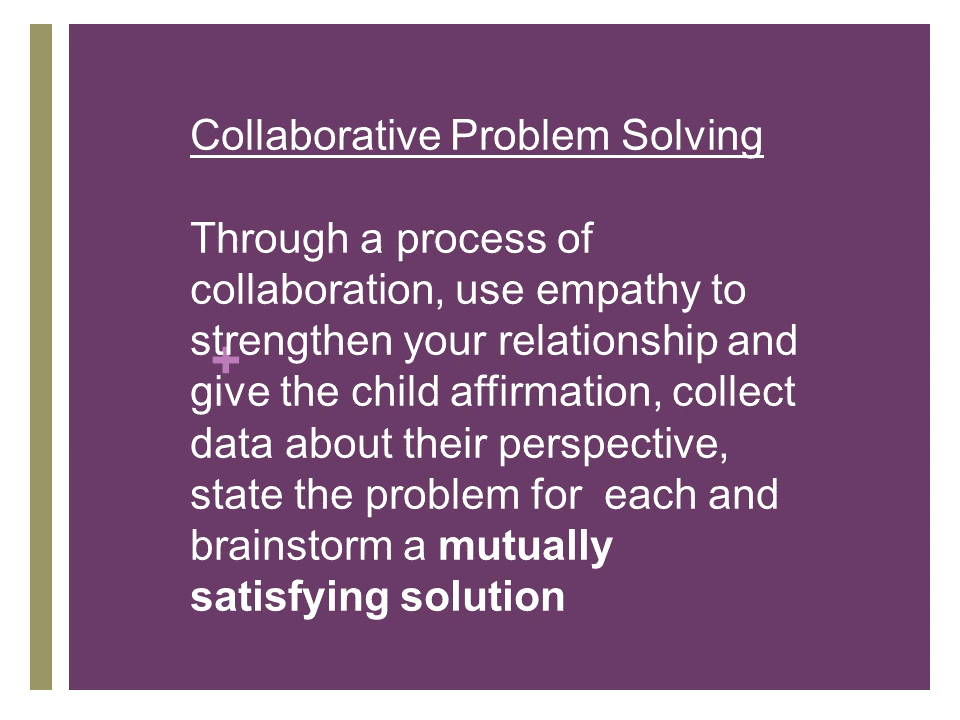 Collaborative Problem Solving
Through a process of
collaboration, use empathy to
strengthen your relationship and
+
give the child affirmation, collect
data about their perspective,
state the problem for  each and
brainstorm a mutually
satisfying solution